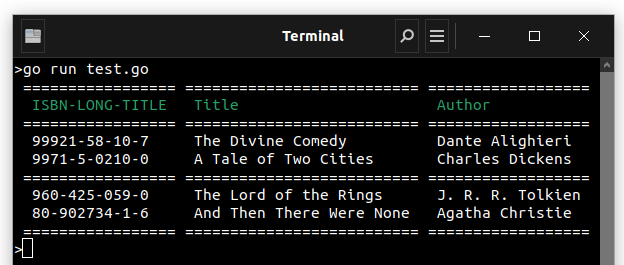 Terminal
>go run test.go
================= ========================== ==================
ISBN-LONG-TITLE Title Author
================= ========================== ==================
99921-58-10-7 The Divine Comedy Dante Alighieri
9971-5-0210-0 A Tale of Two Cities Charles Dickens
================= ========================== ==================
960-425-059-0 The Lord of the Rings J. R. R. Tolkien
80-902734-1-6 And Then There Were None Agatha Christie
================= ========================== ==================
>